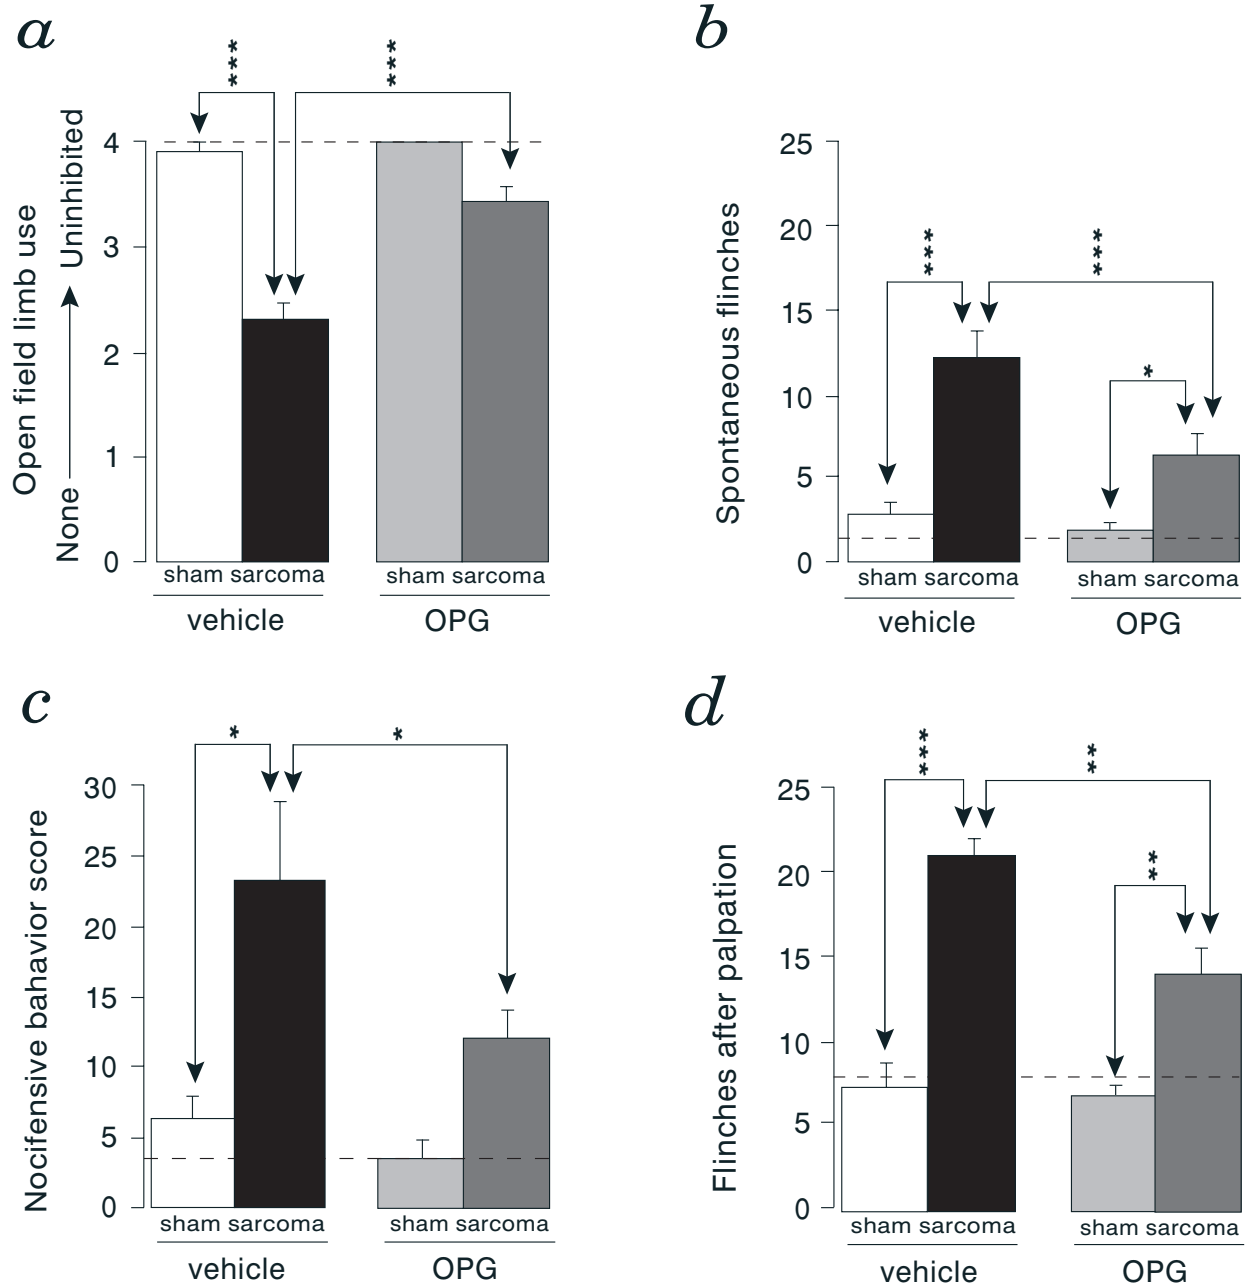 a
***
***
Open field limb use
None
Uninhibited
4
3
2
1
0
sham sarcoma
sham sarcoma
vehicle
OPG
b
***
***
*
Spontaneous flinches
25
20
15
10
5
0
sham sarcoma
sham sarcoma
vehicle
OPG
c
*
*
Nocifensive bahavior score
30
25
20
15
10
5
0
sham sarcoma
sham sarcoma
vehicle
OPG
d
***
**
**
Flinches after palpation
25
20
15
10
5
0
sham sarcoma
sham sarcoma
vehicle
OPG